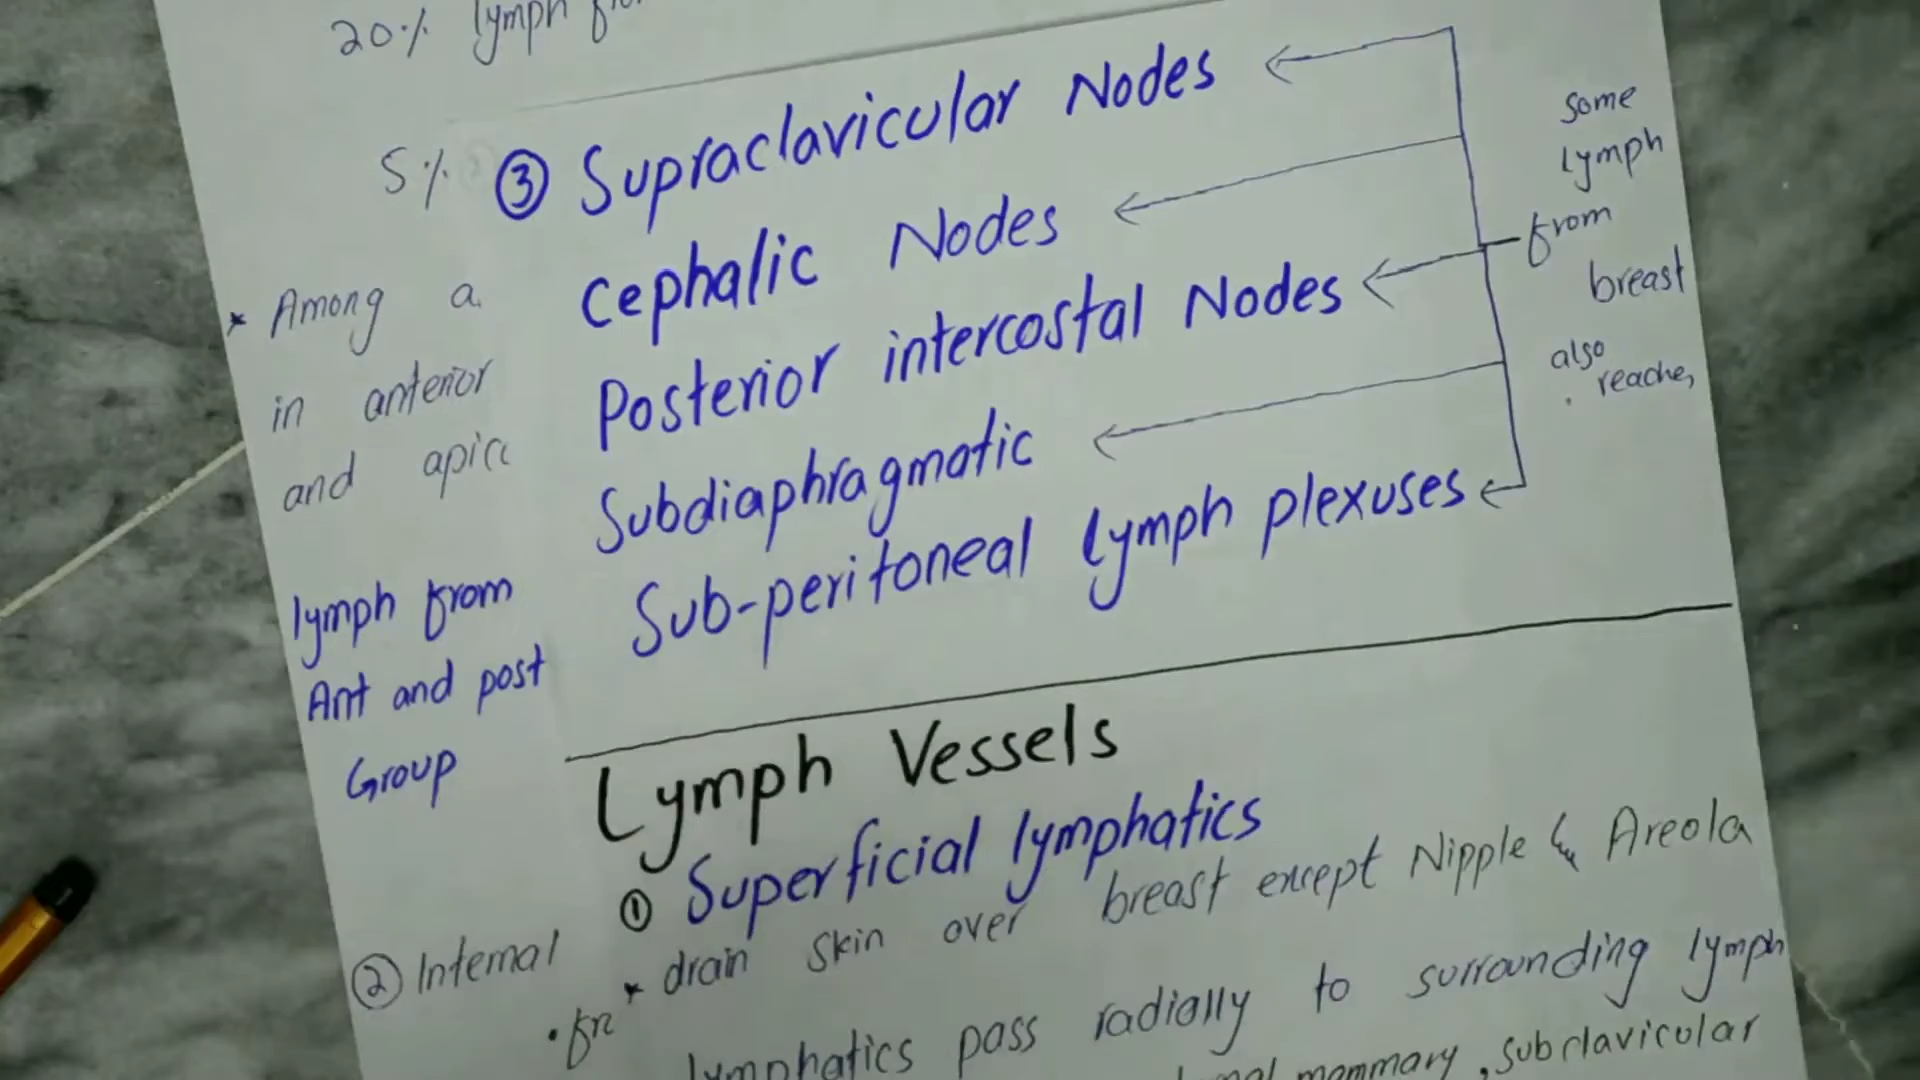 20% lymph
5% ③ Supraclavicular Nodes
Cephalic Nodes
Posterior intercostal Nodes
Subdiaphragmatic
Sub-peritoneal lymph plexuses
some
lymph
from
breast
also
reaches
* Among a
in anterior
and
lymph from
Ant and post
Group
② Internal
Lymph Vessels
① Superficial lymphatics
* drain skin over breast except Nipple & Areola
lymphatics pass radially to surrounding lymph
mammary, subclavicular